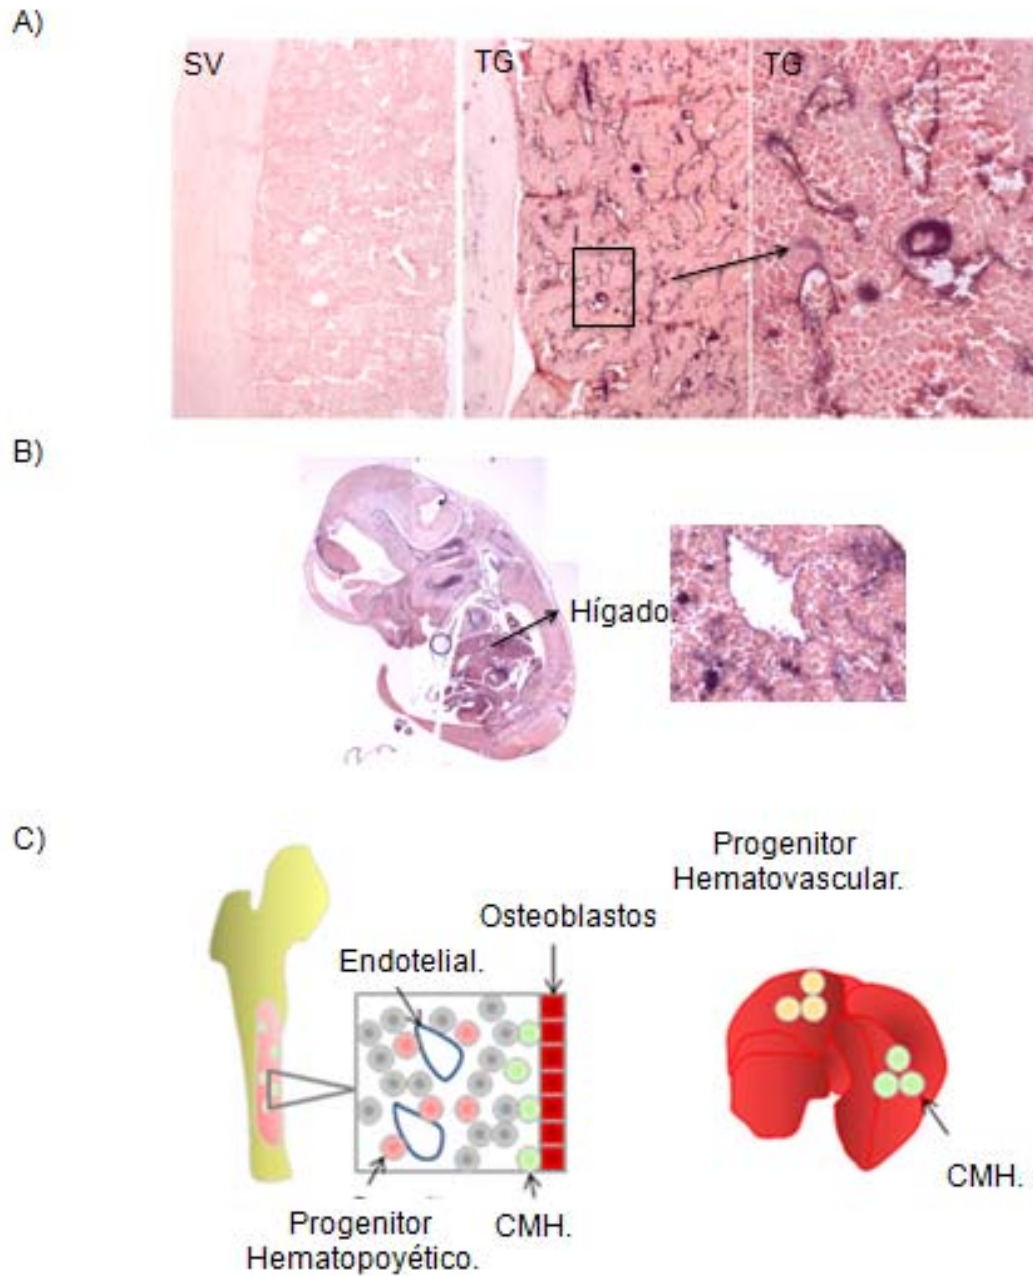 A)
SV
TG
TG
B)
Hígado.
C)
Progenitor
Hematovascular.
Osteoblastos
Endotelial.
CMH.
Progenitor
Hematopoyético.
CMH.